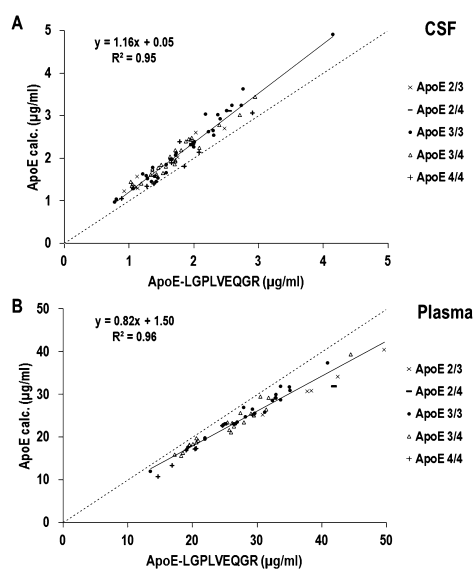 A
CSF
y = 1.16x + 0.05
R² = 0.95
ApoE calc. (µg/ml)
5
4
3
2
1
0
0 1 2 3 4 5
ApoE-LGPLVEQGR (µg/ml)
× ApoE 2/3
- ApoE 2/4
• ApoE 3/3
△ ApoE 3/4
+ ApoE 4/4
B
Plasma
y = 0.82x + 1.50
R² = 0.96
ApoE calc. (µg/ml)
50
40
30
20
10
0
0 10 20 30 40 50
ApoE-LGPLVEQGR (µg/ml)
× ApoE 2/3
- ApoE 2/4
• ApoE 3/3
△ ApoE 3/4
+ ApoE 4/4